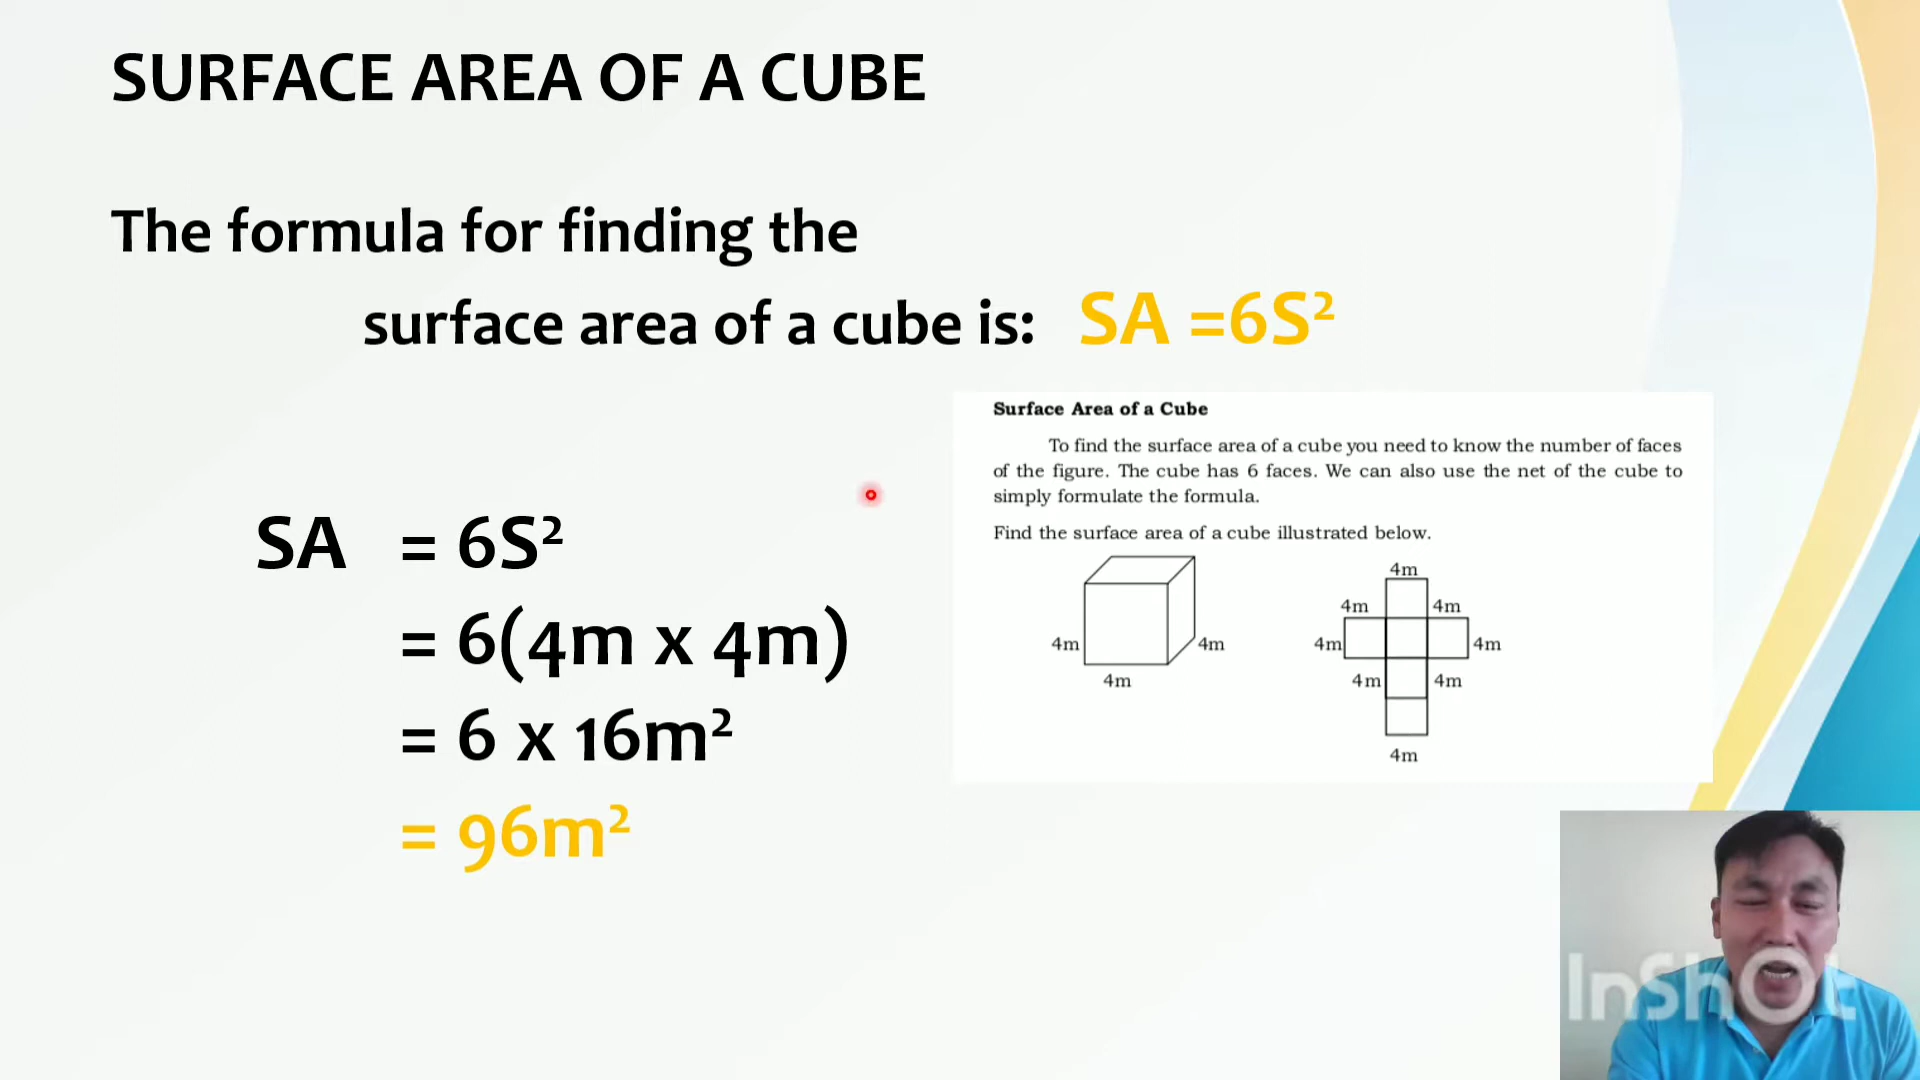 SURFACE AREA OF A CUBE
The formula for finding the
surface area of a cube is: SA =6S²
SA = 6S²
= 6(4m x 4m)
= 6 x 16m²
= 96m²
Surface Area of a Cube
To find the surface area of a cube you need to know the number of faces
of the figure. The cube has 6 faces. We can also use the net of the cube to
simply formulate the formula.
Find the surface area of a cube illustrated below.
4m
4m
4m
4m
4m
4m
4m
4m
4m
4m
4m
InShOt